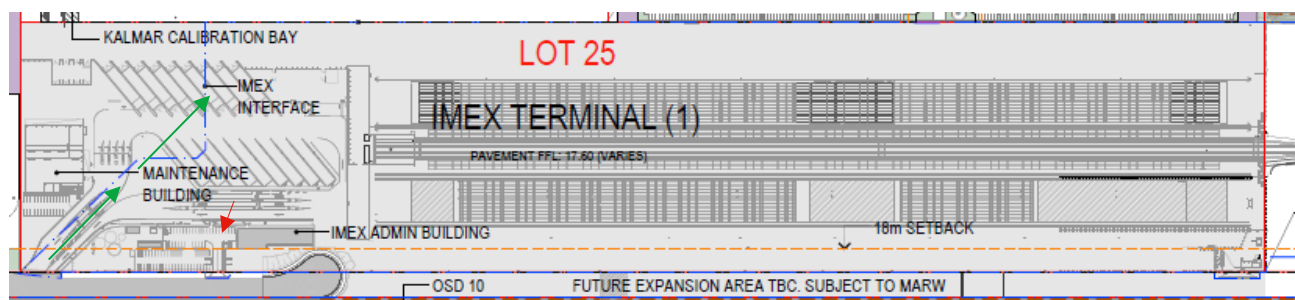 KALMAR CALIBRATION BAY
LOT 25
IMEX
INTERFACE
IMEX TERMINAL (1)
PAVEMENT FFL: 17.60 (VARIES)
MAINTENANCE
BUILDING
IMEX ADMIN BUILDING
18m SETBACK
OSD 10
FUTURE EXPANSION AREA TBC. SUBJECT TO MARW